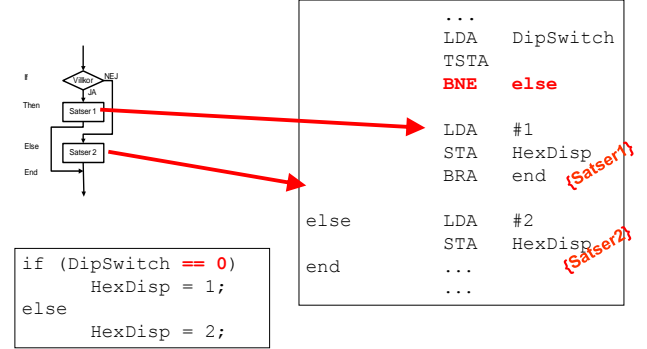 If
Villkor
NEJ
JA
Then
Satser 1
Else
Satser 2
End
if (DipSwitch == 0)
HexDisp = 1;
else
HexDisp = 2;
...
LDA DipSwitch
TSTA
BNE else
LDA #1
STA HexDisp
BRA end {Satser1}
else LDA #2
STA HexDisp {Satser2}
end ...
...